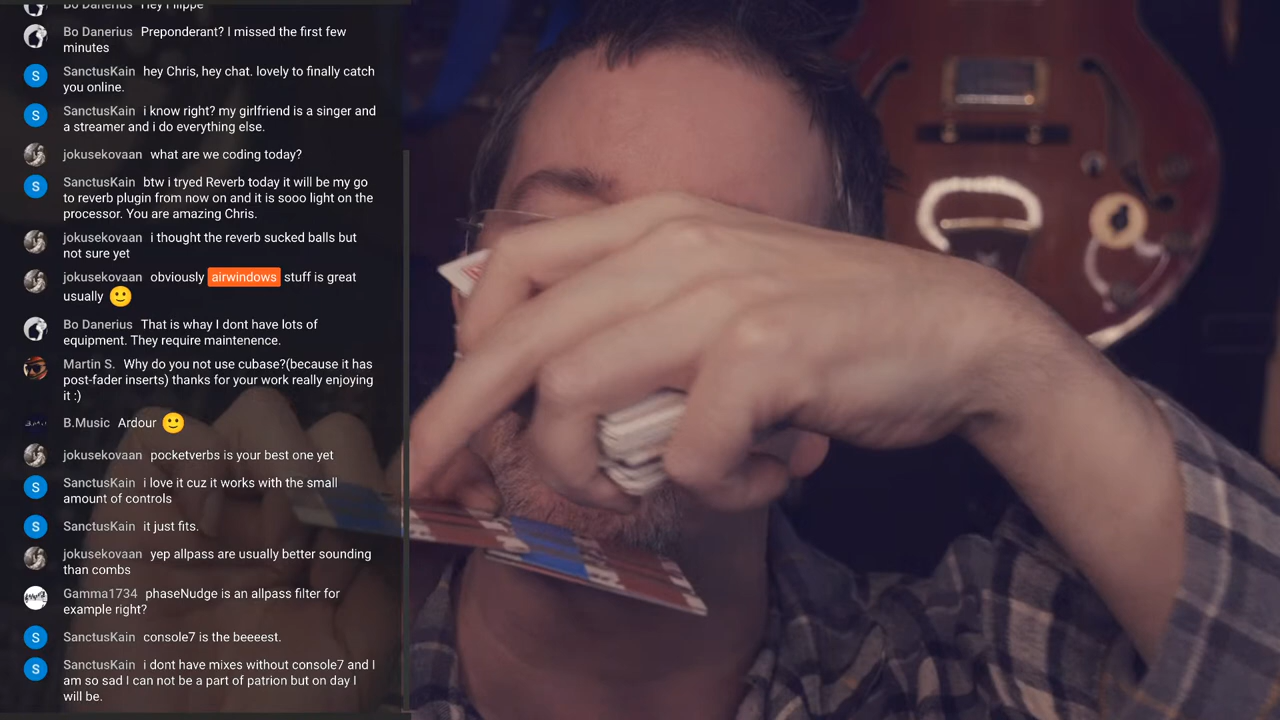 Bo Danerius Hey Filippe
Bo Danerius Preponderant? I missed the first few
minutes
S SanctusKain hey Chris, hey chat. lovely to finally catch
you online.
S SanctusKain i know right? my girlfriend is a singer and
a streamer and i do everything else.
jokusekovaan what are we coding today?
S SanctusKain btw i tryed Reverb today it will be my go
to reverb plugin from now on and it is sooo light on the
processor. You are amazing Chris.
jokusekovaan i thought the reverb sucked balls but
not sure yet
jokusekovaan obviously airwindows stuff is great
usually 🙂
Bo Danerius That is whay I dont have lots of
equipment. They require maintenence.
Martin S. Why do you not use cubase?(because it has
post-fader inserts) thanks for your work really enjoying
it :)
B.Music Ardour 🙂
jokusekovaan pocketverbs is your best one yet
S SanctusKain i love it cuz it works with the small
amount of controls
S SanctusKain it just fits.
jokusekovaan yep allpass are usually better sounding
than combs
Gamma1734 phaseNudge is an allpass filter for
example right?
S SanctusKain console7 is the beeeest.
S SanctusKain i dont have mixes without console7 and I
am so sad I can not be a part of patrion but on day I
will be.